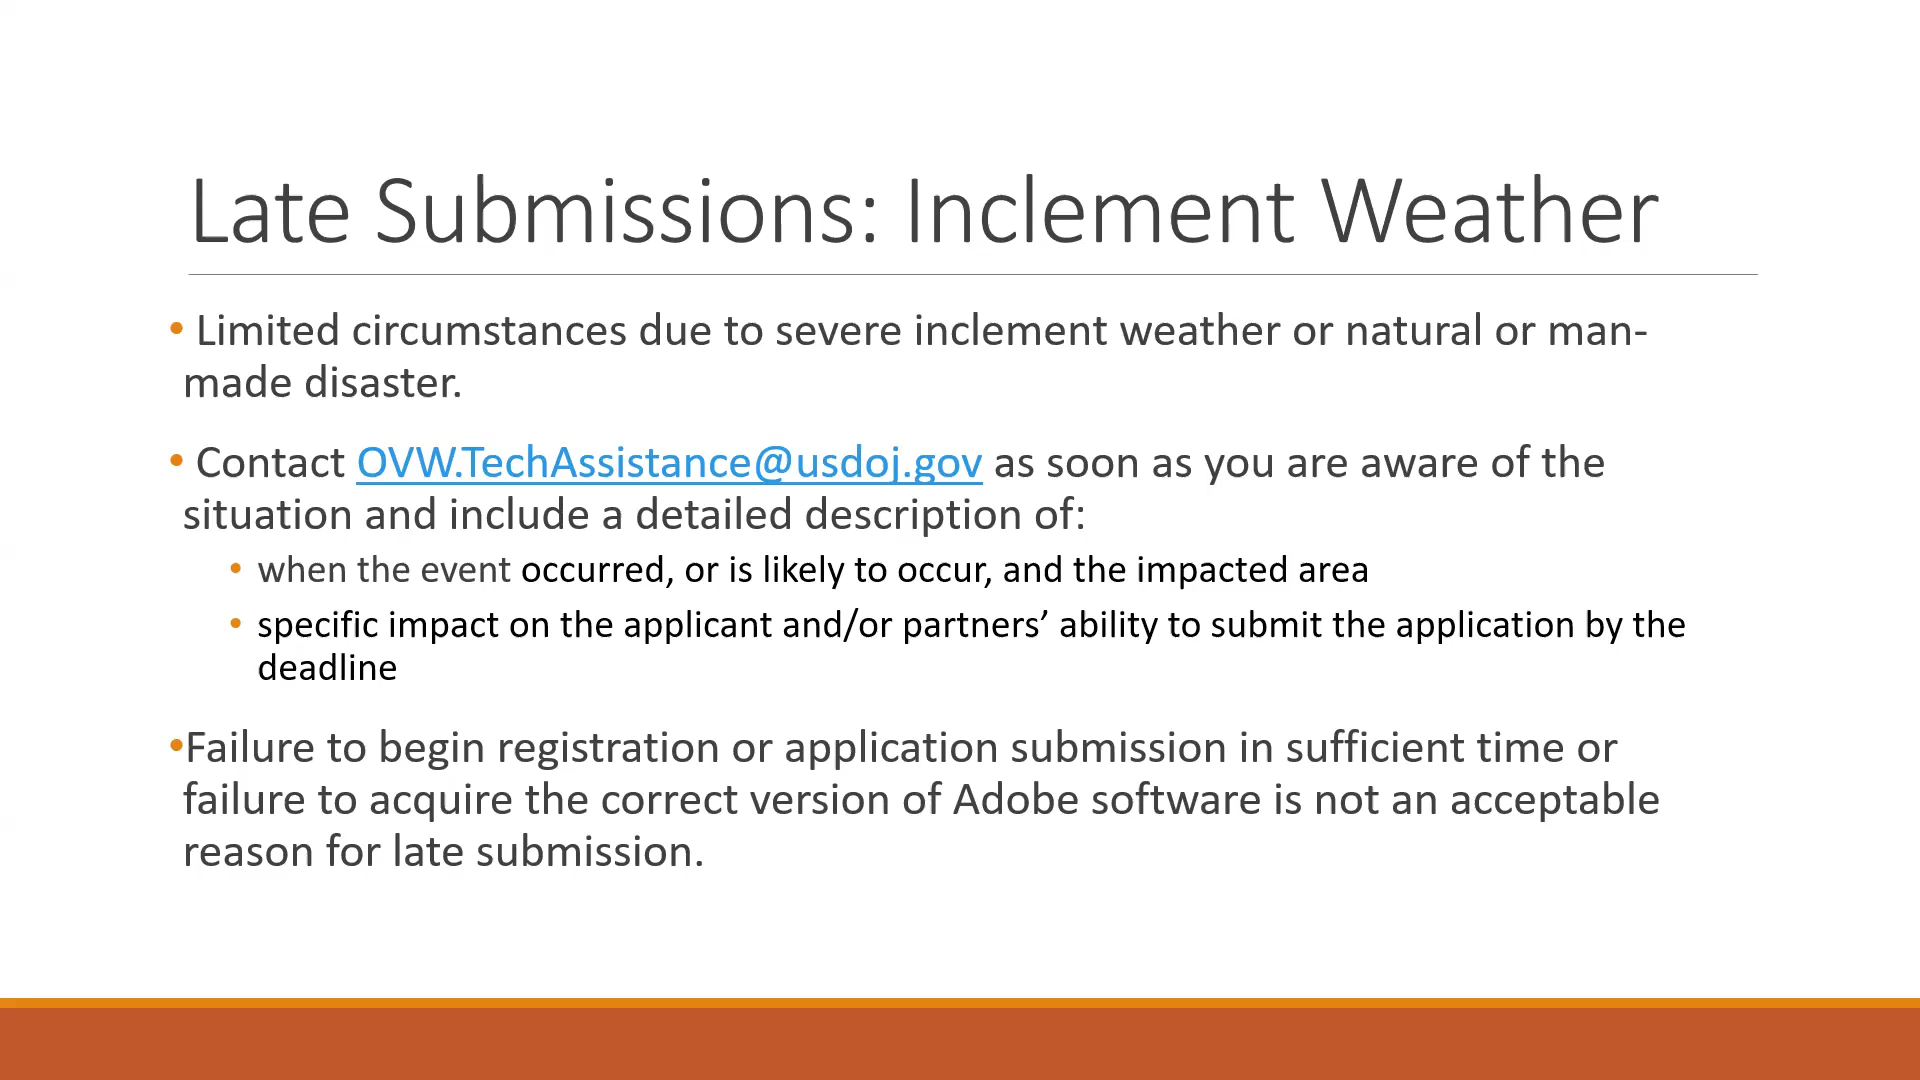 Late Submissions: Inclement Weather
• Limited circumstances due to severe inclement weather or natural or man-
made disaster.
• Contact OVW.TechAssistance@usdoj.gov as soon as you are aware of the
situation and include a detailed description of:
• when the event occurred, or is likely to occur, and the impacted area
• specific impact on the applicant and/or partners’ ability to submit the application by the
deadline
•Failure to begin registration or application submission in sufficient time or
failure to acquire the correct version of Adobe software is not an acceptable
reason for late submission.